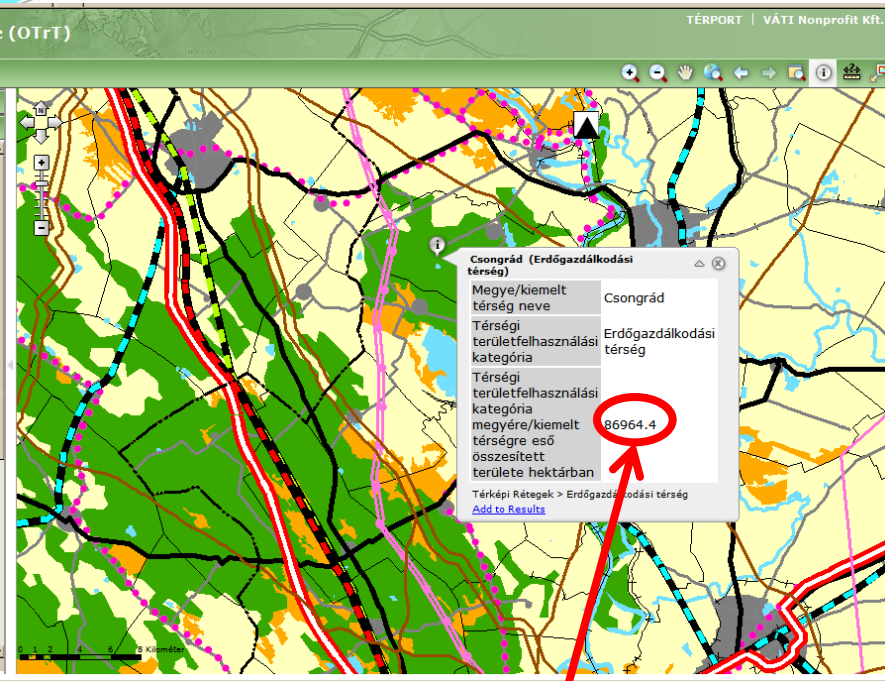 e (OTrT)
TÉRPORT | VÁTI Nonprofit Kft.
N
i
Csongrád (Erdőgazdálkodási
térség)
Megye/kiemelt
térség neve
Csongrád
Térségi
területfelhasználási
kategória
Erdőgazdálkodási
térség
Térségi
területfelhasználási
kategória
megyére/kiemelt
térségre eső
összesített
területe hektárban
86964.4
Térképi Rétegek > Erdőgazdálkodási térség
Add to Results
0 1 2 4 6 8 Kilométer